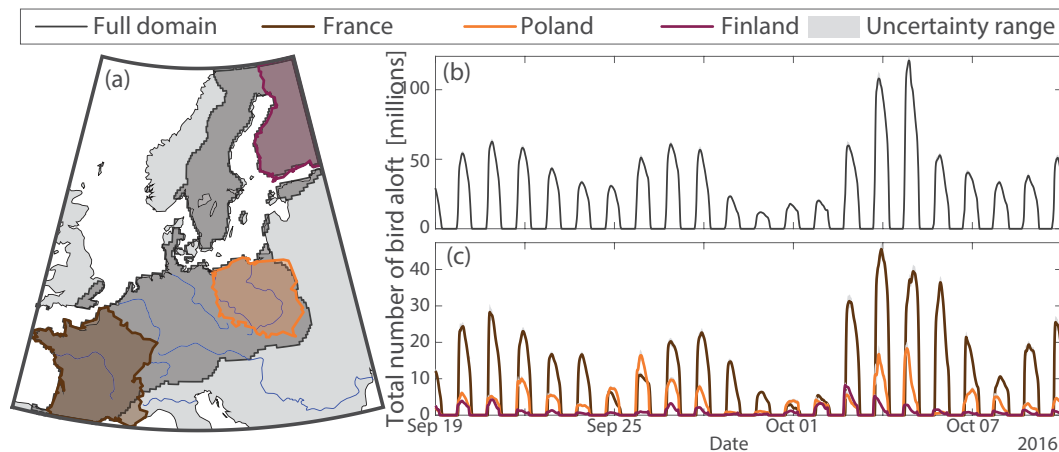 Full domain France Poland Finland Uncertainty range
(a)
Total number of bird aloft [millions]
(b)
100
50
0
(c)
40
30
20
10
0
Sep 19 Sep 25 Oct 01 Oct 07
Date 2016